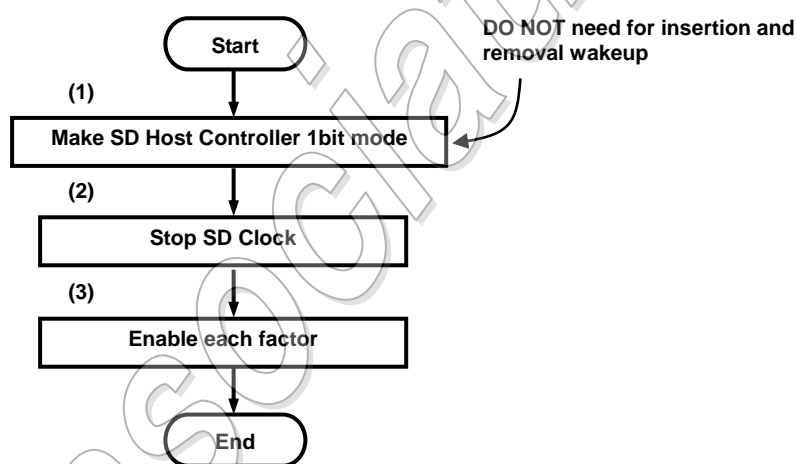 Start
DO NOT need for insertion and
removal wakeup
(1)
Make SD Host Controller 1bit mode
(2)
Stop SD Clock
(3)
Enable each factor
End